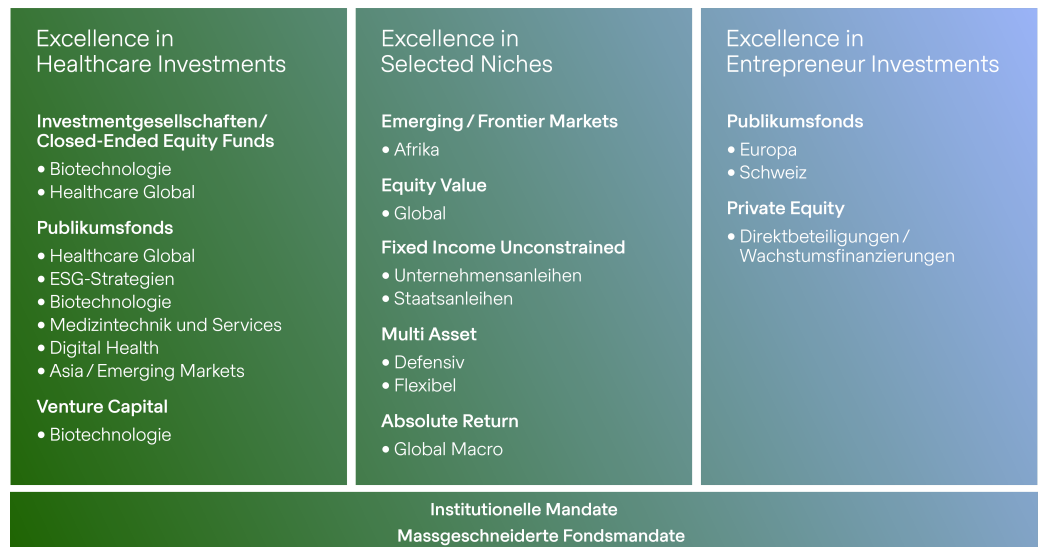 Excellence in
Healthcare Investments
Investmentgesellschaften/
Closed-Ended Equity Funds
• Biotechnologie
• Healthcare Global
Publikumsfonds
• Healthcare Global
• ESG-Strategien
• Biotechnologie
• Medizintechnik und Services
• Digital Health
• Asia/Emerging Markets
Venture Capital
• Biotechnologie
Excellence in
Selected Niches
Emerging/Frontier Markets
• Afrika
Equity Value
• Global
Fixed Income Unconstrained
• Unternehmensanleihen
• Staatsanleihen
Multi Asset
• Defensiv
• Flexibel
Absolute Return
• Global Macro
Excellence in
Entrepreneur Investments
Publikumsfonds
• Europa
• Schweiz
Private Equity
• Direktbeteiligungen/
Wachstumsfinanzierungen
Institutionelle Mandate
Massgeschneiderte Fondsmandate